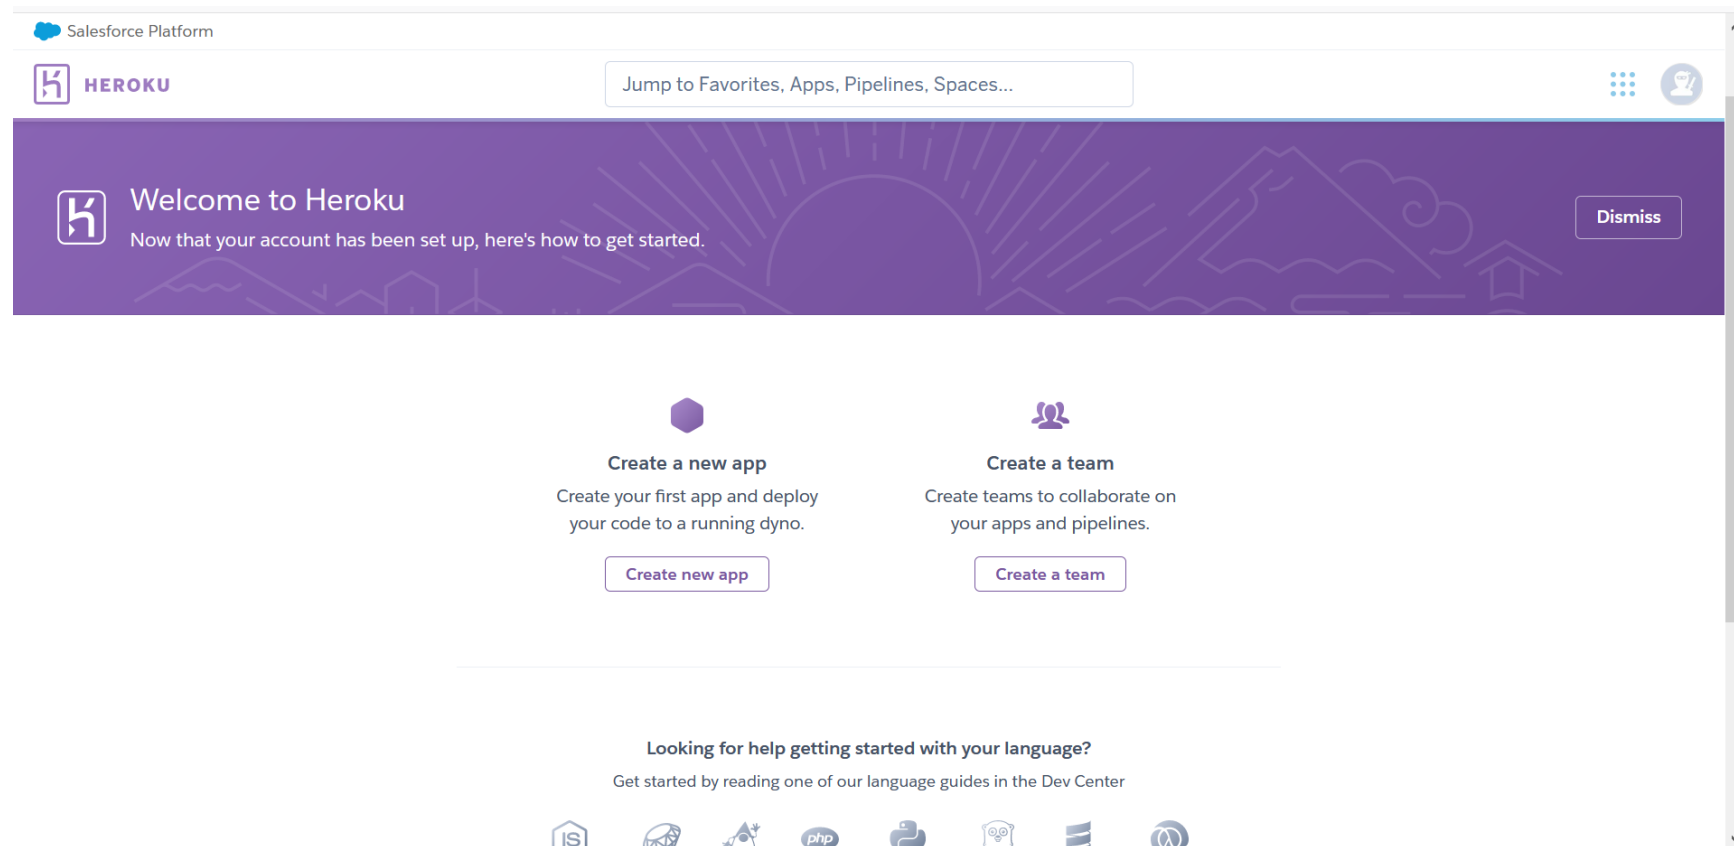 Salesforce Platform
HEROKU
Jump to Favorites, Apps, Pipelines, Spaces...
Welcome to Heroku
Now that your account has been set up, here's how to get started.
Dismiss
Create a new app
Create your first app and deploy
your code to a running dyno.
Create new app
Create a team
Create teams to collaborate on
your apps and pipelines.
Create a team
Looking for help getting started with your language?
Get started by reading one of our language guides in the Dev Center
JS
php